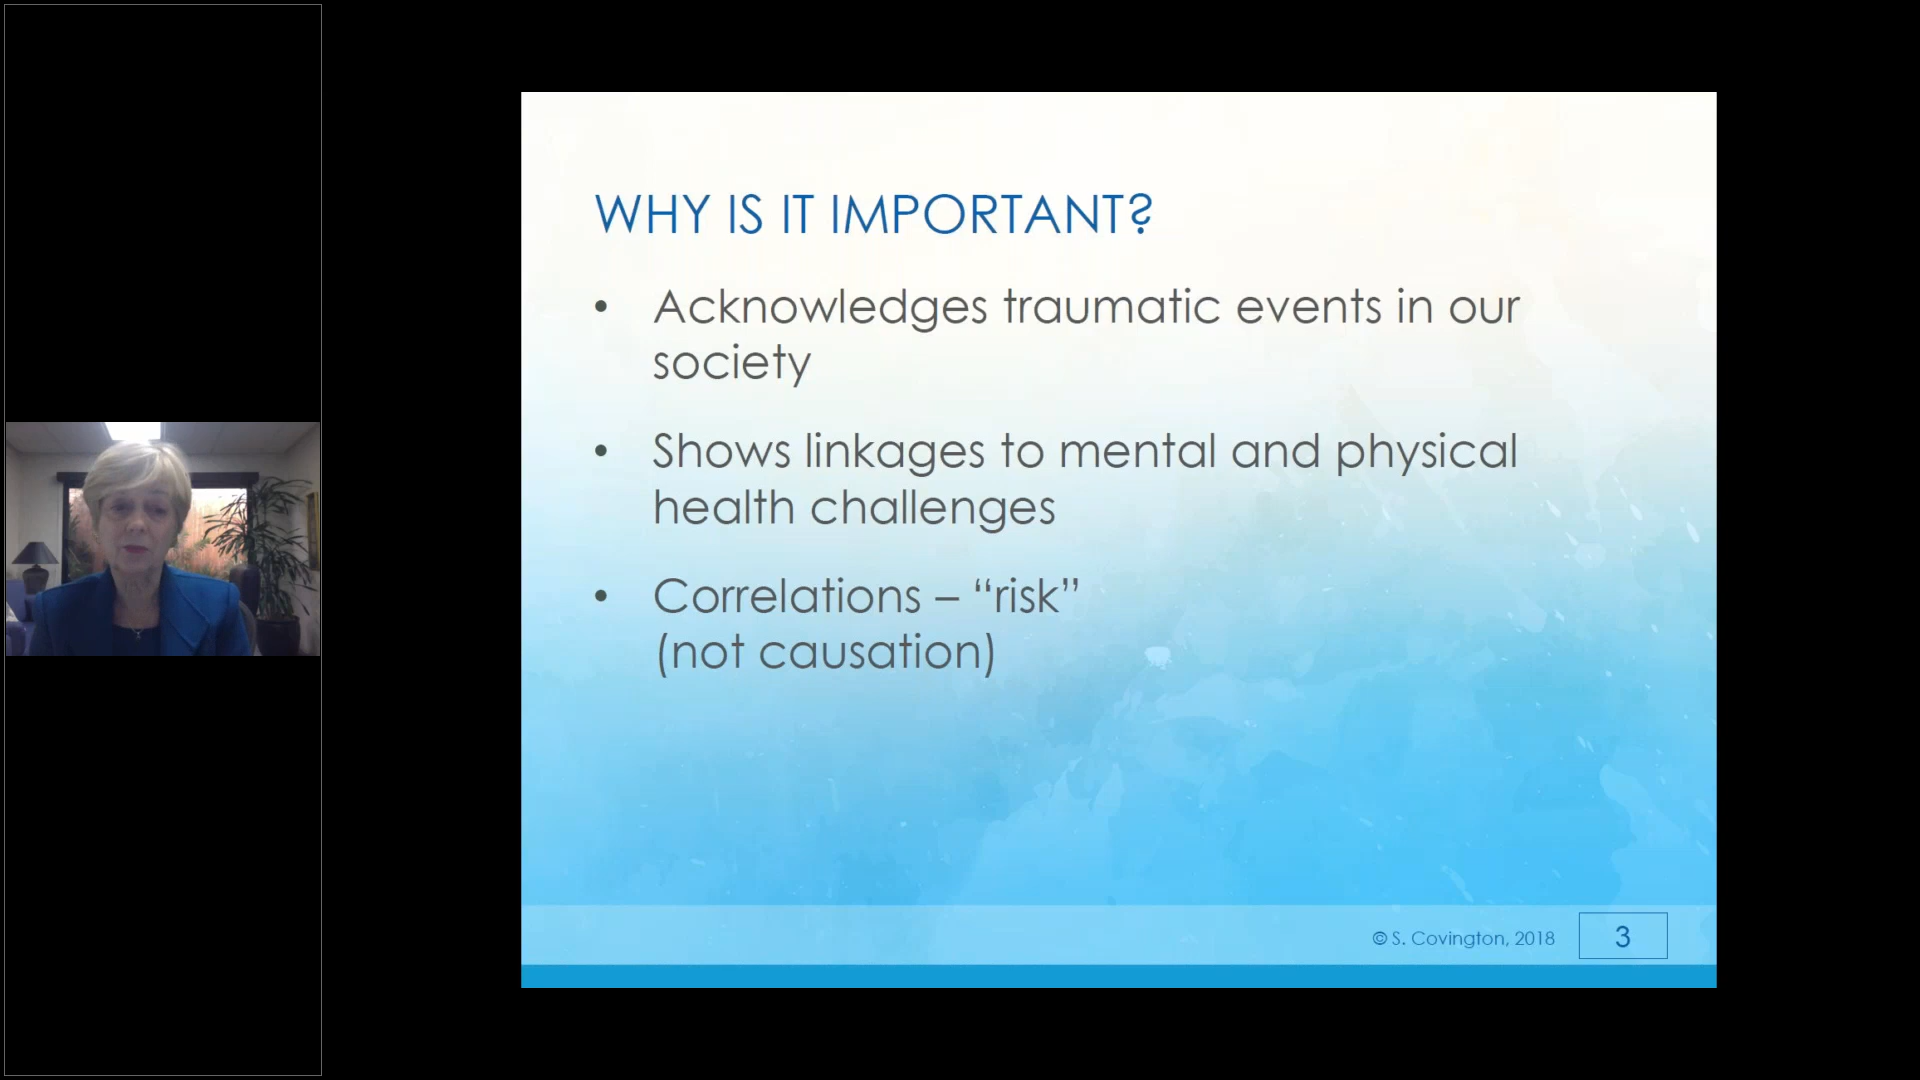 WHY IS IT IMPORTANT?
• Acknowledges traumatic events in our
society
• Shows linkages to mental and physical
health challenges
• Correlations – “risk”
(not causation)
© S. Covington, 2018
3